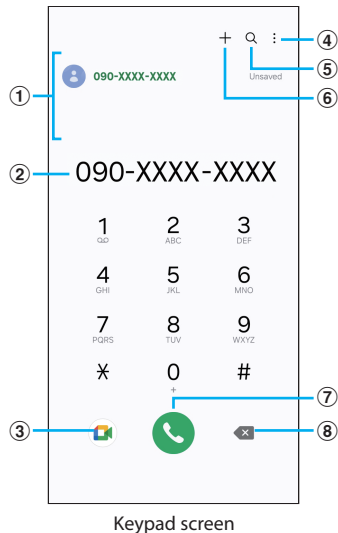 ④
⑤
① 090-XXXX-XXXX Unsaved ⑥
② 090-XXXX-XXXX
1 2 3
ABC DEF
4 5 6
GHI JKL MNO
7 8 9
PQRS TUV WXYZ
* 0 #
+ ⑦
③ ⑧
Keypad screen